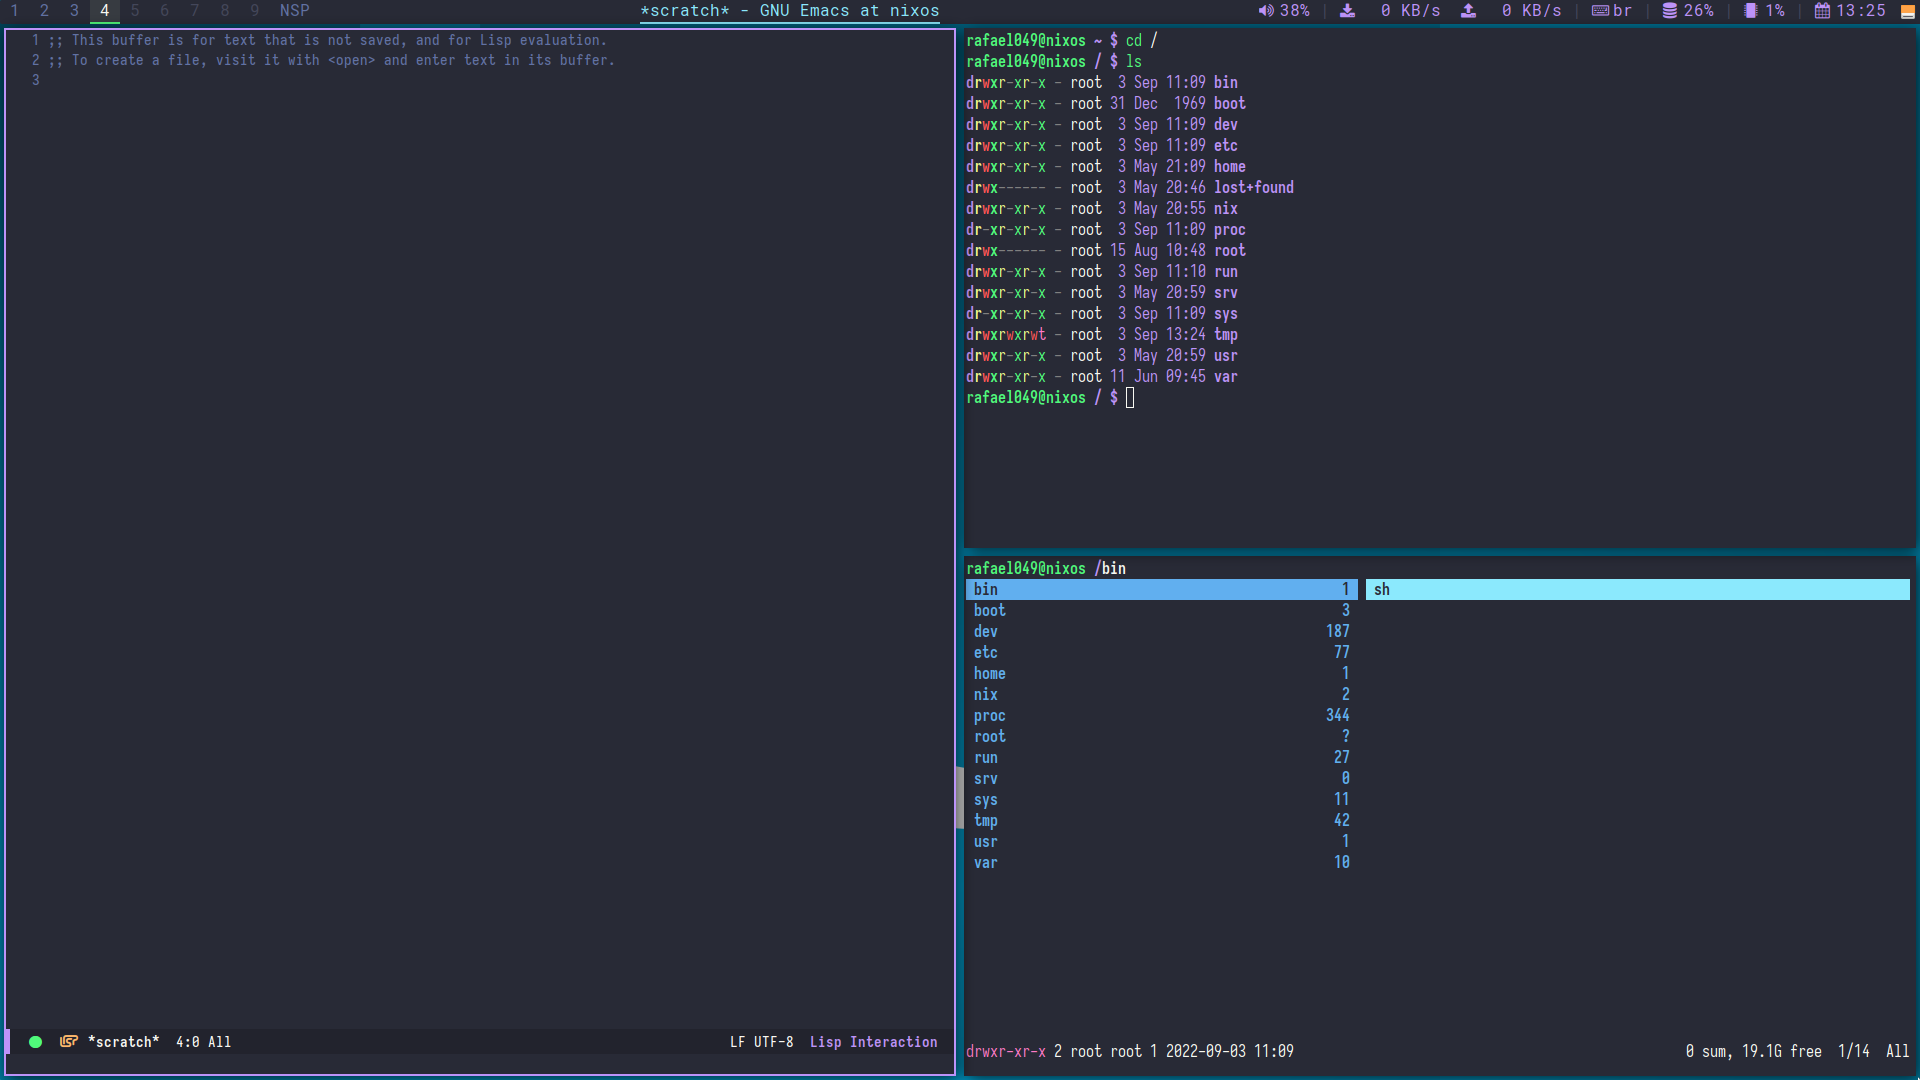 1 2 3 4 5 6 7 8 9 NSP
*scratch* - GNU Emacs at nixos
38% | 0 KB/s 0 KB/s | br | 26% | 1% | 13:25
1 ;; This buffer is for text that is not saved, and for Lisp evaluation.
2 ;; To create a file, visit it with <open> and enter text in its buffer.
3
*scratch* 4:0 All LF UTF-8 Lisp Interaction
rafael049@nixos ~ $ cd /
rafael049@nixos / $ ls
drwxr-xr-x - root 3 Sep 11:09 bin
drwxr-xr-x - root 31 Dec 1969 boot
drwxr-xr-x - root 3 Sep 11:09 dev
drwxr-xr-x - root 3 Sep 11:09 etc
drwxr-xr-x - root 3 May 21:09 home
drwx------ - root 3 May 20:46 lost+found
drwxr-xr-x - root 3 May 20:55 nix
dr-xr-xr-x - root 3 Sep 11:09 proc
drwx------ - root 15 Aug 10:48 root
drwxr-xr-x - root 3 Sep 11:10 run
drwxr-xr-x - root 3 May 20:59 srv
dr-xr-xr-x - root 3 Sep 11:09 sys
drwxrwxrwt - root 3 Sep 13:24 tmp
drwxr-xr-x - root 3 May 20:59 usr
drwxr-xr-x - root 11 Jun 09:45 var
rafael049@nixos / $
rafael049@nixos /bin
bin 1 sh
boot 3
dev 187
etc 77
home 1
nix 2
proc 344
root ?
run 27
srv 0
sys 11
tmp 42
usr 1
var 10
drwxr-xr-x 2 root root 1 2022-09-03 11:09 0 sum, 19.1G free 1/14 All